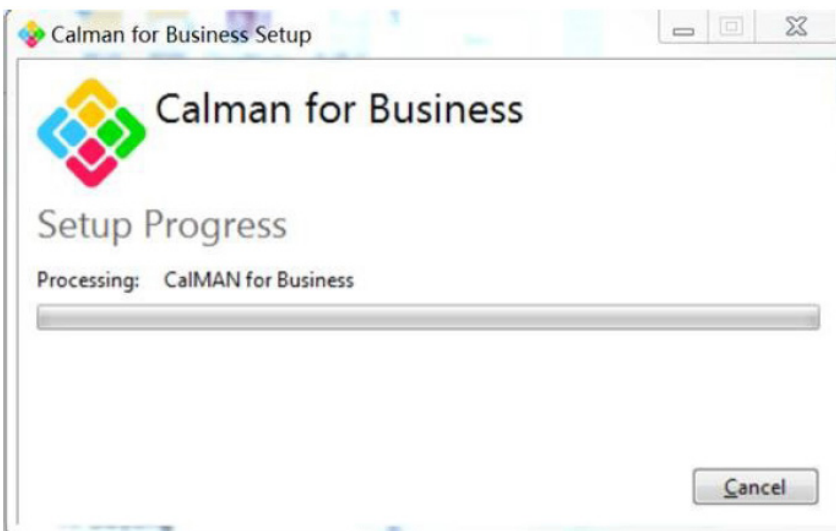 Calman for Business Setup
Calman for Business
Setup Progress
Processing: CalMAN for Business
Cancel